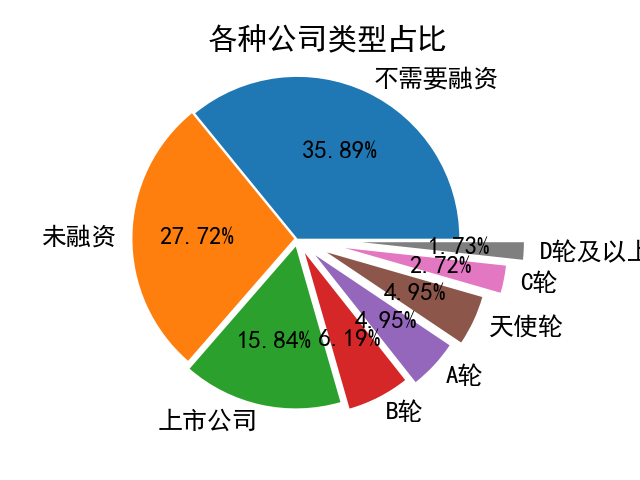 各种公司类型占比
不需要融资
35.89%
未融资
27.72%
15.84%
上市公司
6.19%
B轮
4.95%
A轮
4.95%
天使轮
2.72%
C轮
1.73%
D轮及以上